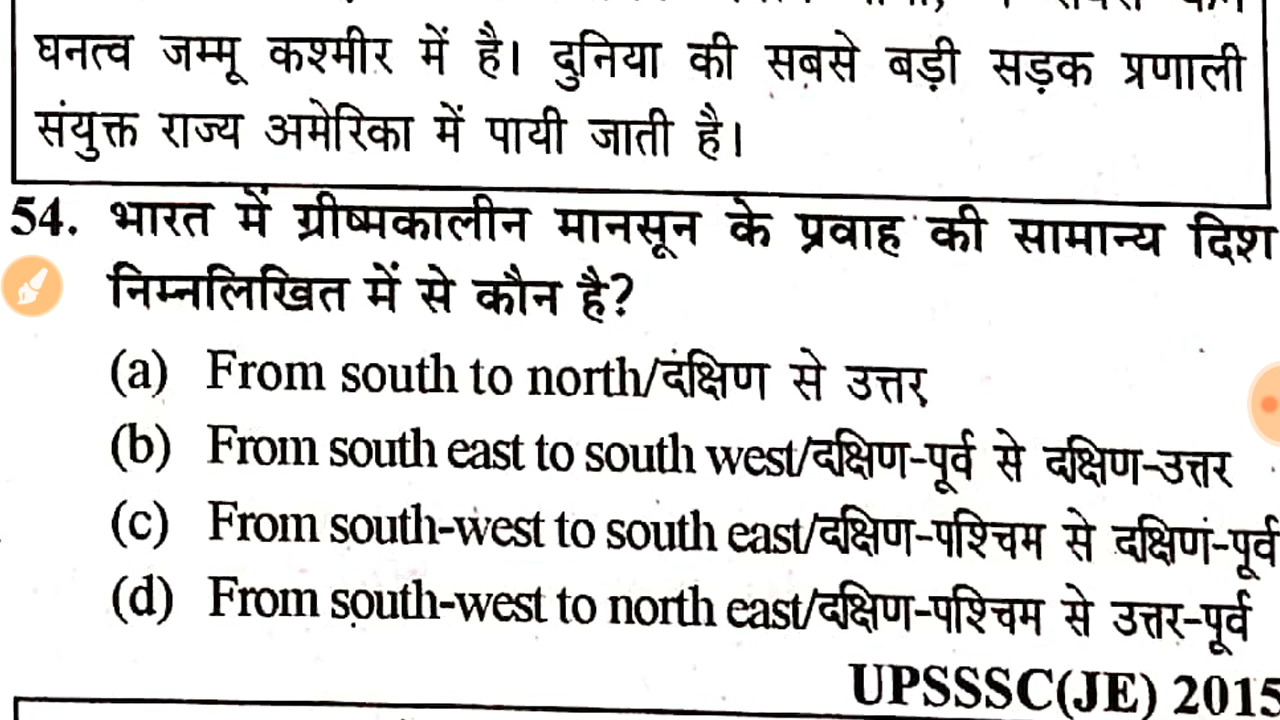 घनत्व जम्मू कश्मीर में है। दुनिया की सबसे बड़ी सड़क प्रणाली
संयुक्त राज्य अमेरिका में पायी जाती है।
54. भारत में ग्रीष्मकालीन मानसून के प्रवाह की सामान्य दिश
निम्नलिखित में से कौन है?
(a) From south to north/दक्षिण से उत्तर
(b) From south east to south west/दक्षिण-पूर्व से दक्षिण-उत्तर
(c) From south-west to south east/दक्षिण-पश्चिम से दक्षिण-पूर्व
(d) From south-west to north east/दक्षिण-पश्चिम से उत्तर-पूर्व
UPSSSC(JE) 2015